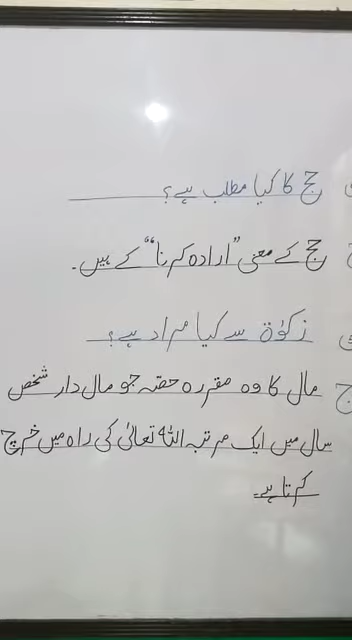 حج کا کیا مطلب ہے؟
ج حج کے معنی "ارادہ کرنا" کے ہیں۔
زکوٰۃ سے کیا مراد ہے؟
ج مال کا وہ مقررہ حصّہ جو مال دار شخص
سال میں ایک مرتبہ اللہ تعالیٰ کی راہ میں خرچ
کرتا ہے۔